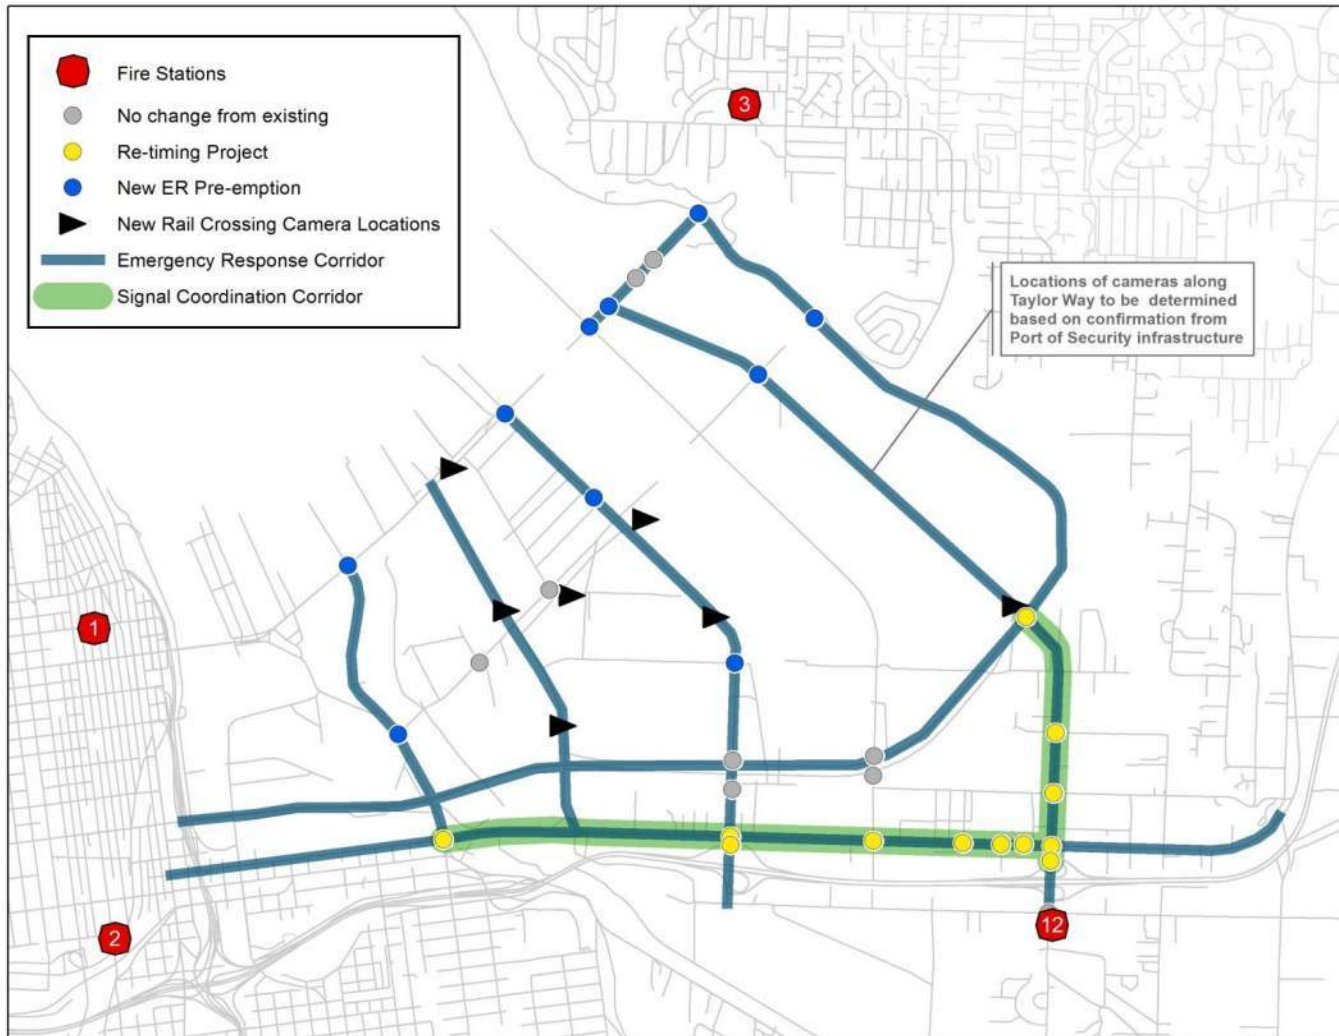 Fire Stations
No change from existing
Re-timing Project
New ER Pre-emption
New Rail Crossing Camera Locations
Emergency Response Corridor
Signal Coordination Corridor
3
Locations of cameras along
Taylor Way to be determined
based on confirmation from
Port of Security infrastructure
1
2
12